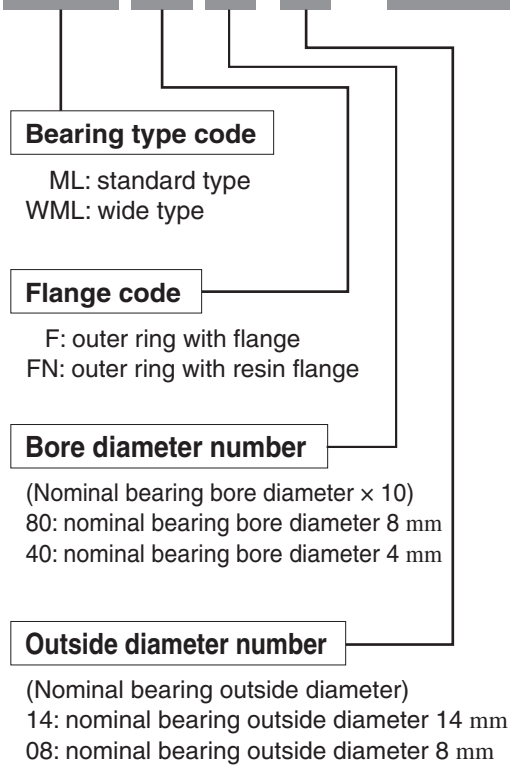 Bearing type code
ML: standard type
WML: wide type
Flange code
F: outer ring with flange
FN: outer ring with resin flange
Bore diameter number
(Nominal bearing bore diameter × 10)
80: nominal bearing bore diameter 8 mm
40: nominal bearing bore diameter 4 mm
Outside diameter number
(Nominal bearing outside diameter)
14: nominal bearing outside diameter 14 mm
08: nominal bearing outside diameter 8 mm